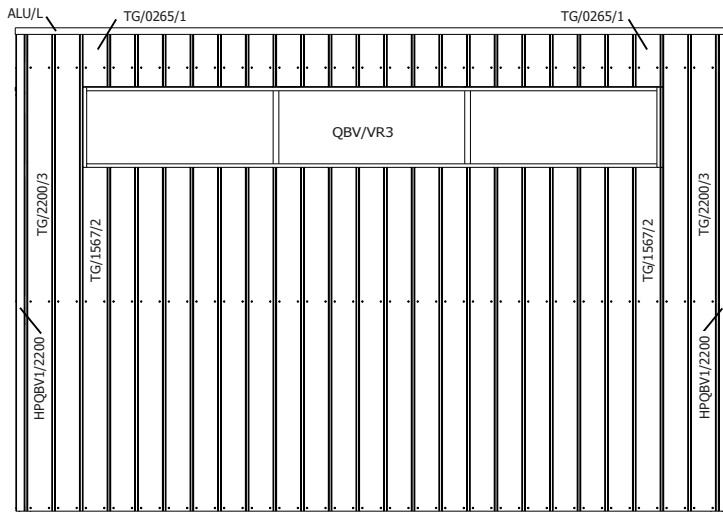 ALU/L
TG/0265/1
TG/0265/1
QBV/VR3
TG/2200/3
TG/1567/2
TG/1567/2
TG/2200/3
HPQBV1/2200
HPQBV1/2200